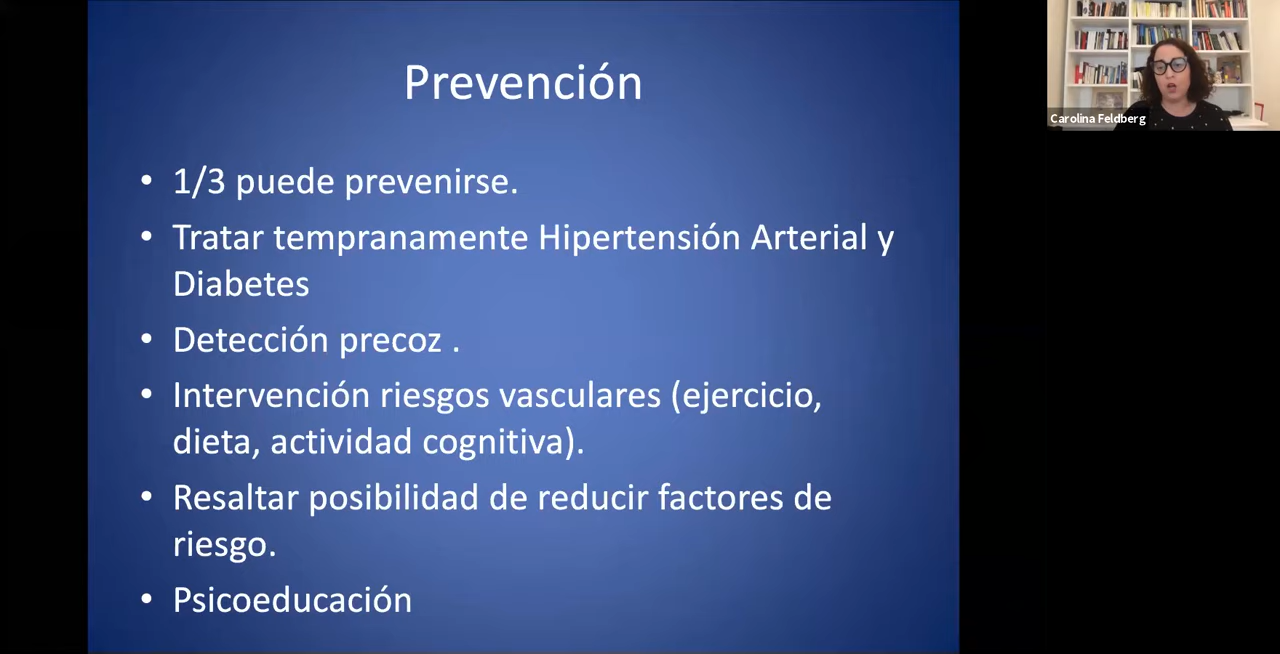 Prevención
• 1/3 puede prevenirse.
• Tratar tempranamente Hipertensión Arterial y
Diabetes
• Detección precoz .
• Intervención riesgos vasculares (ejercicio,
dieta, actividad cognitiva).
• Resaltar posibilidad de reducir factores de
riesgo.
• Psicoeducación
Carolina Feldberg